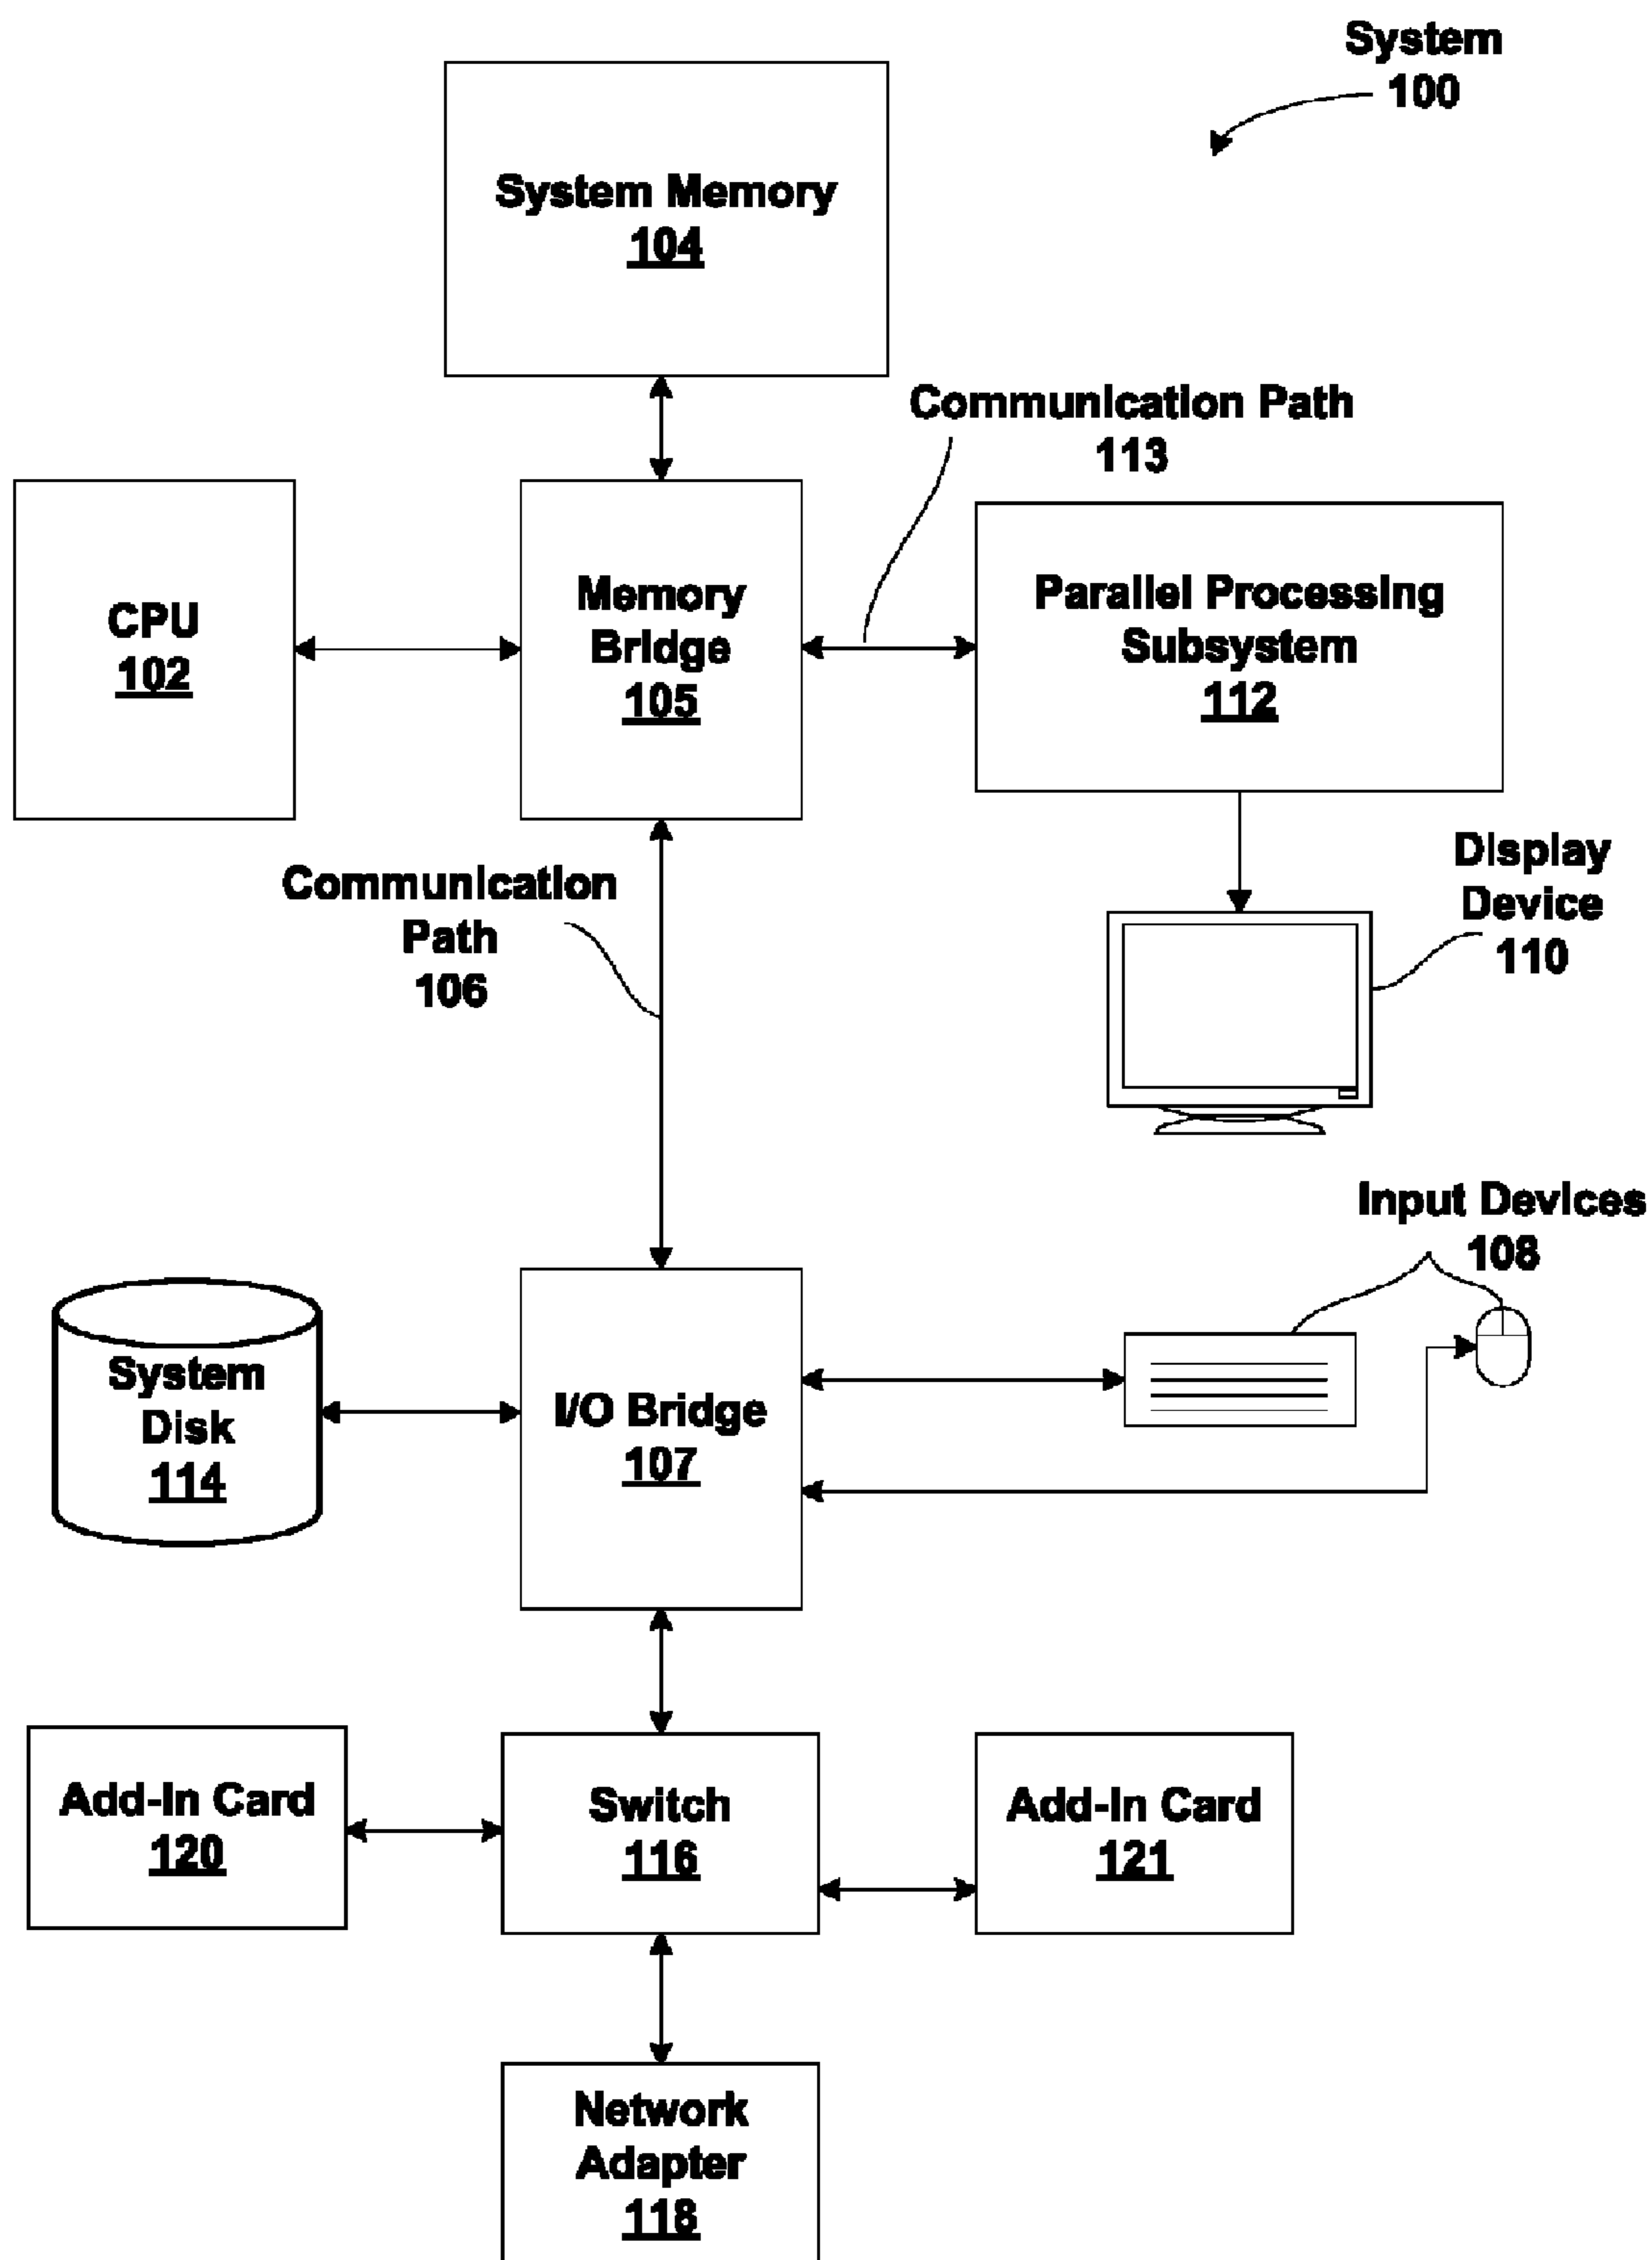 System
100
System Memory
104
Communication Path
113
CPU
102
Memory
Bridge
105
Parallel Processing
Subsystem
112
Communication
Path
106
Display
Device
110
Input Devices
108
System
Disk
114
I/O Bridge
107
Add-In Card
120
Switch
116
Add-In Card
121
Network
Adapter
118